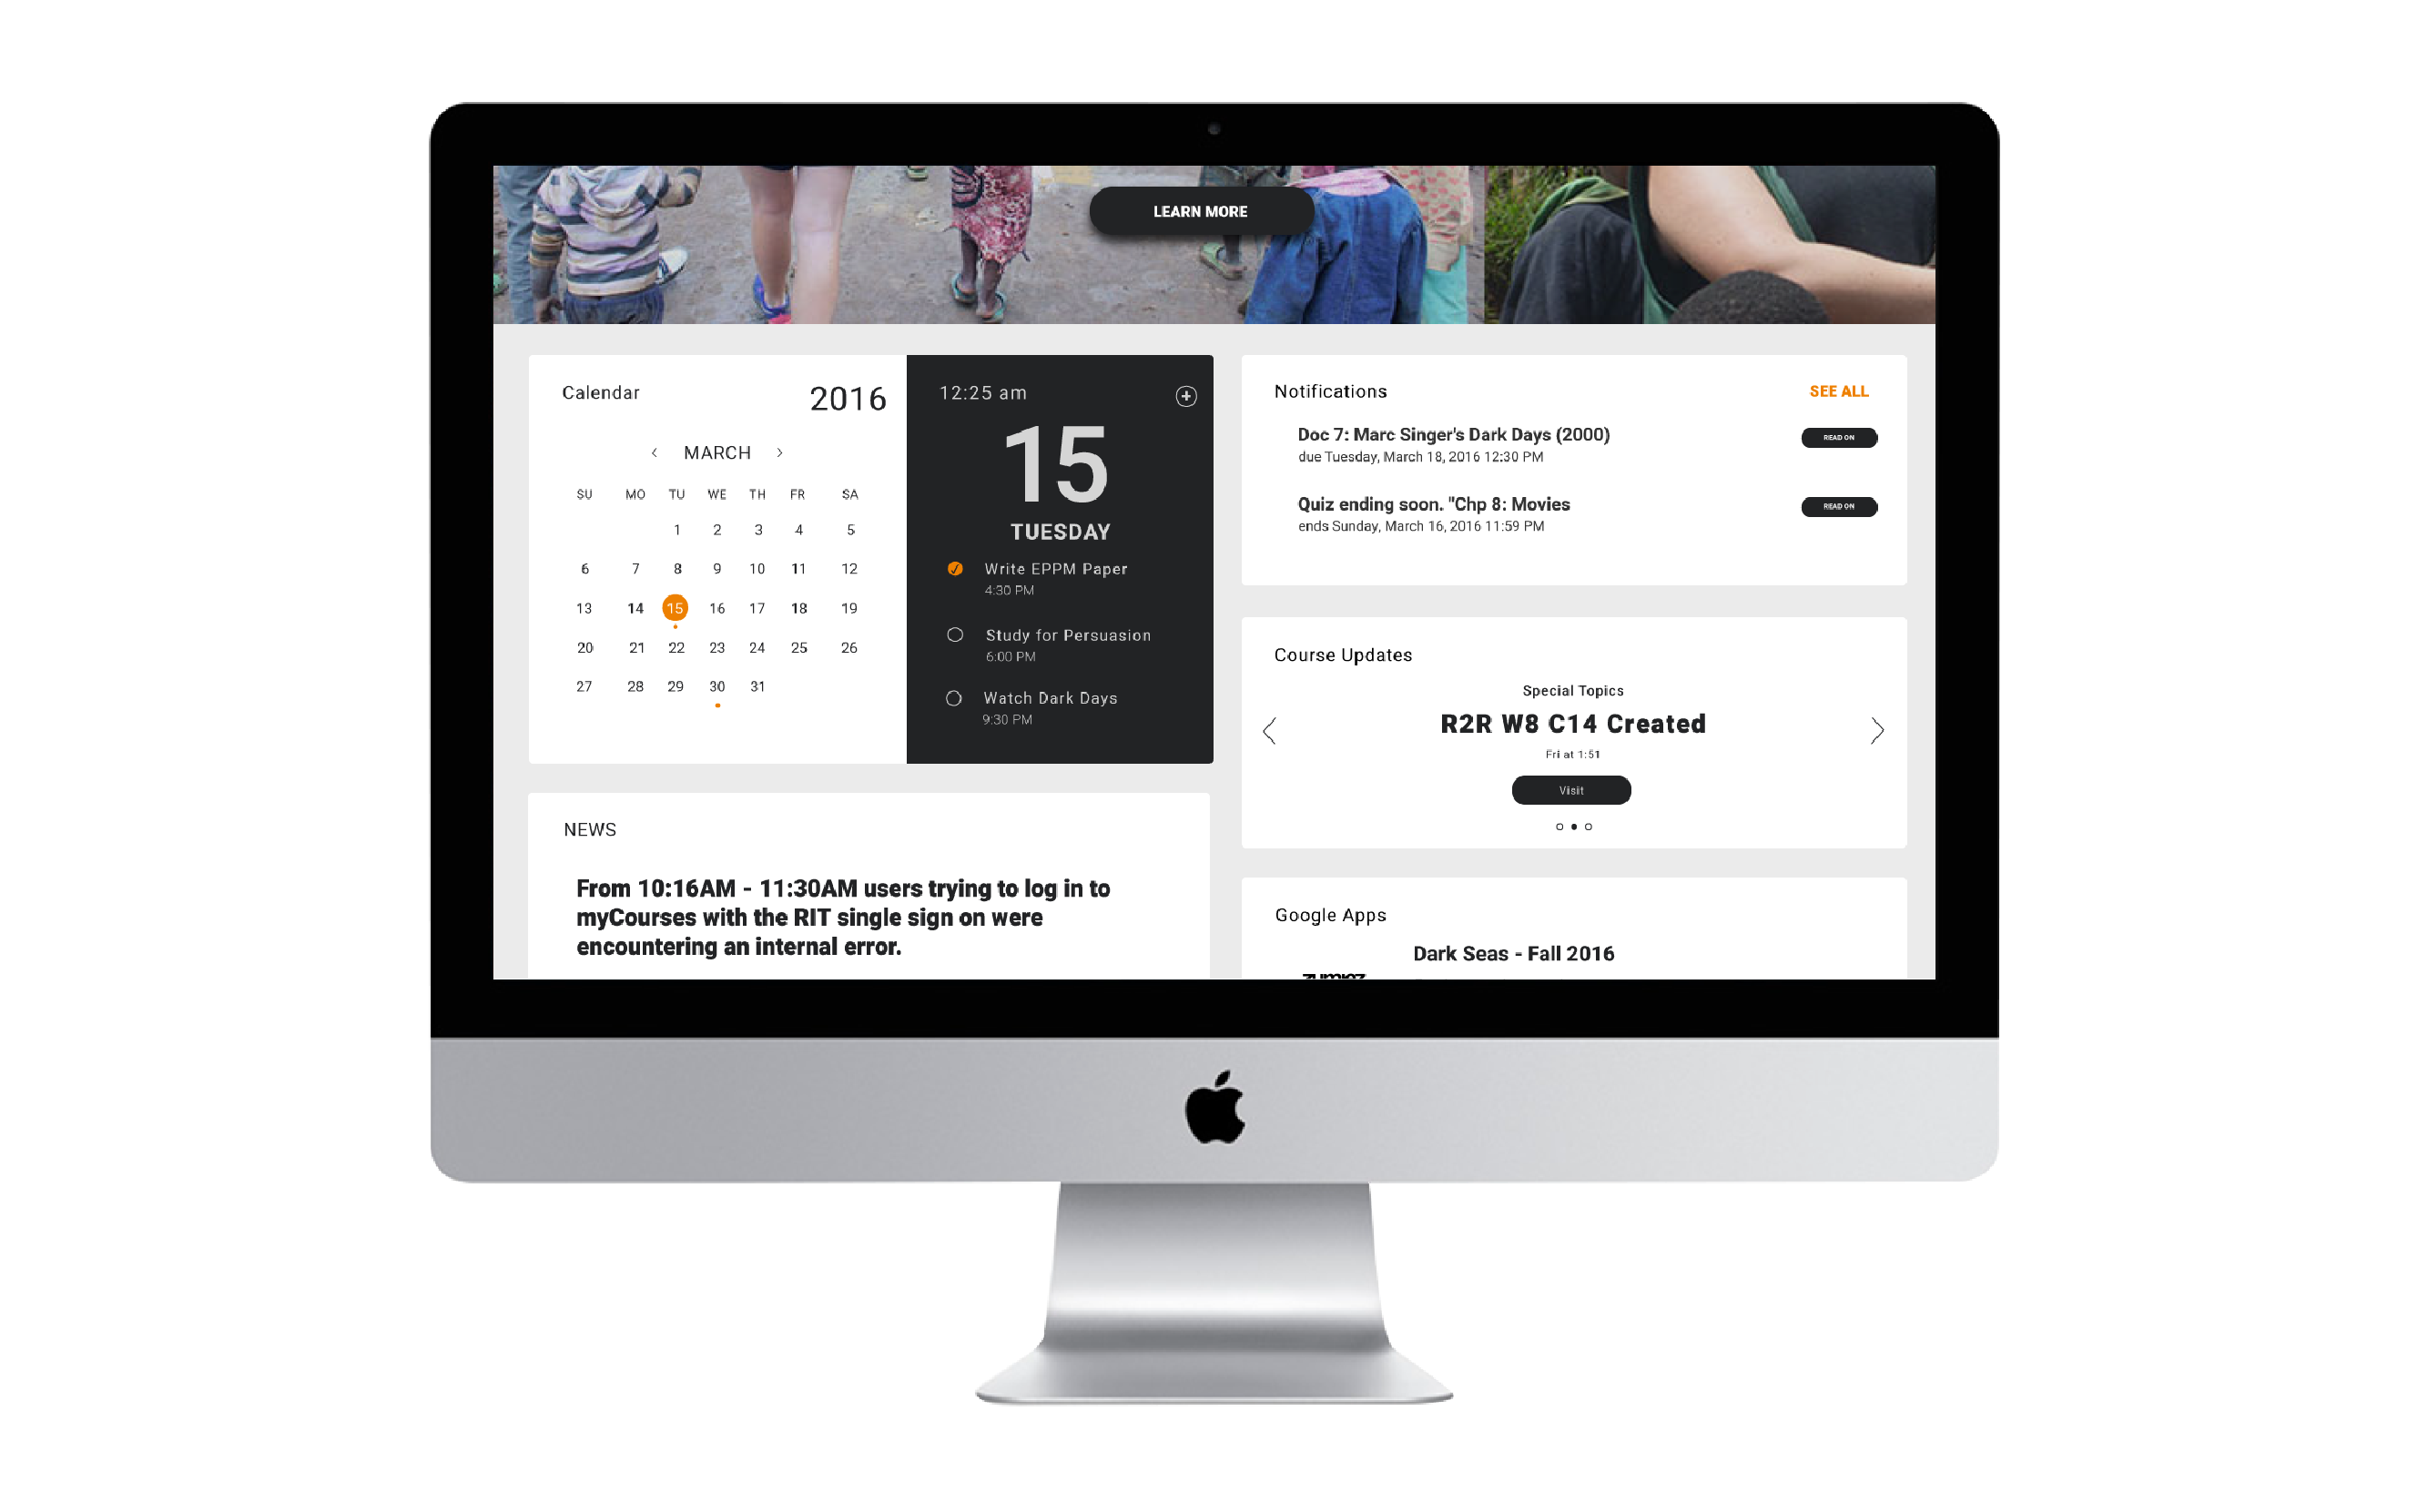 LEARN MORE
Calendar
2016
< MARCH >
SU MO TU WE TH FR SA
1 2 3 4 5
6 7 8 9 10 11 12
13 14 15 16 17 18 19
20 21 22 23 24 25 26
27 28 29 30 31
12:25 am
15
TUESDAY
Write EPPM Paper
4:30 PM
Study for Persuasion
6:00 PM
Watch Dark Days
9:30 PM
Notifications
SEE ALL
Doc 7: Marc Singer's Dark Days (2000)
due Tuesday, March 18, 2016 12:30 PM
READ ON
Quiz ending soon. "Chp 8: Movies
ends Sunday, March 16, 2016 11:59 PM
READ ON
Course Updates
Special Topics
R2R W8 C14 Created
Fri at 1:51
Visit
NEWS
From 10:16AM - 11:30AM users trying to log in to
myCourses with the RIT single sign on were
encountering an internal error.
Google Apps
Dark Seas - Fall 2016